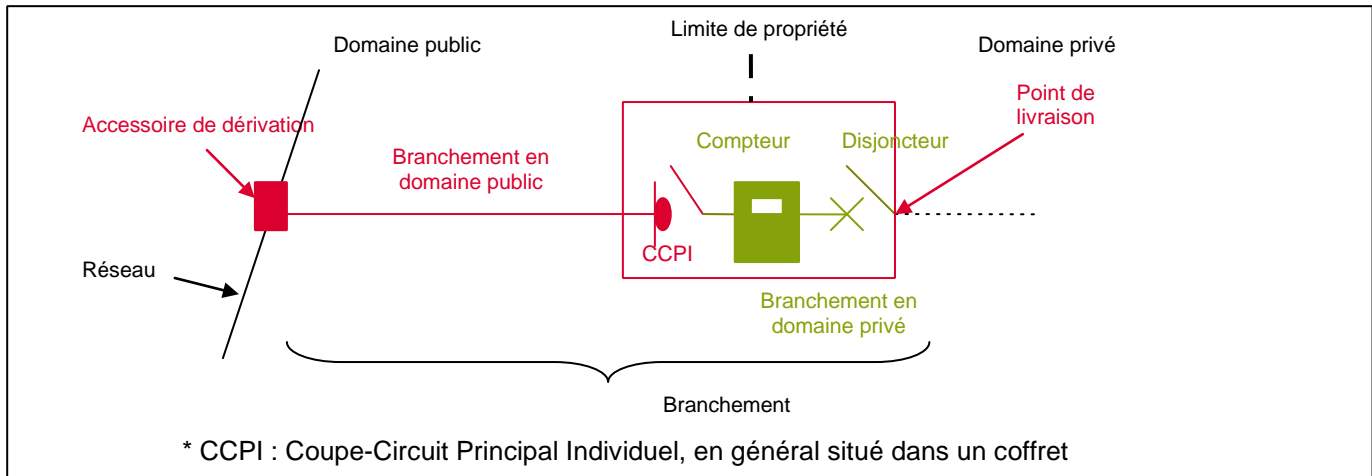 Domaine public
Limite de propriété
Domaine privé
Accessoire de dérivation
Point de
livraison
Branchement en
domaine public
Compteur
Disjoncteur
CCPI
Réseau
Branchement en
domaine privé
Branchement
* CCPI : Coupe-Circuit Principal Individuel, en général situé dans un coffret